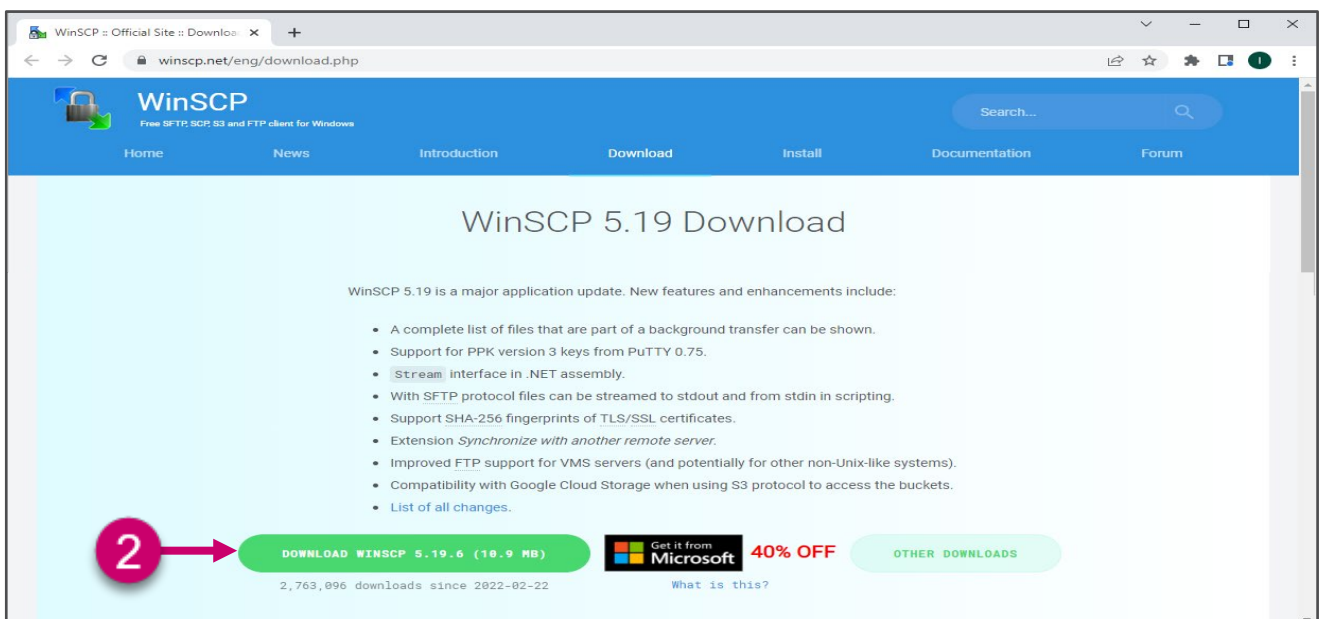 WinSCP :: Official Site :: Downloa
winscp.net/eng/download.php
I
WinSCP
Free SFTP, SCP, S3 and FTP client for Windows
Search...
Home News Introduction Download Install Documentation Forum
WinSCP 5.19 Download
WinSCP 5.19 is a major application update. New features and enhancements include:
A complete list of files that are part of a background transfer can be shown.
Support for PPK version 3 keys from PuTTY 0.75.
Stream interface in .NET assembly.
With SFTP protocol files can be streamed to stdout and from stdin in scripting.
Support SHA-256 fingerprints of TLS/SSL certificates.
Extension Synchronize with another remote server.
Improved FTP support for VMS servers (and potentially for other non-Unix-like systems).
Compatibility with Google Cloud Storage when using S3 protocol to access the buckets.
List of all changes.
2
DOWNLOAD WINSCP 5.19.6 (10.9 MB)
Get it from
Microsoft
40% OFF
OTHER DOWNLOADS
2,763,096 downloads since 2022-02-22
What is this?